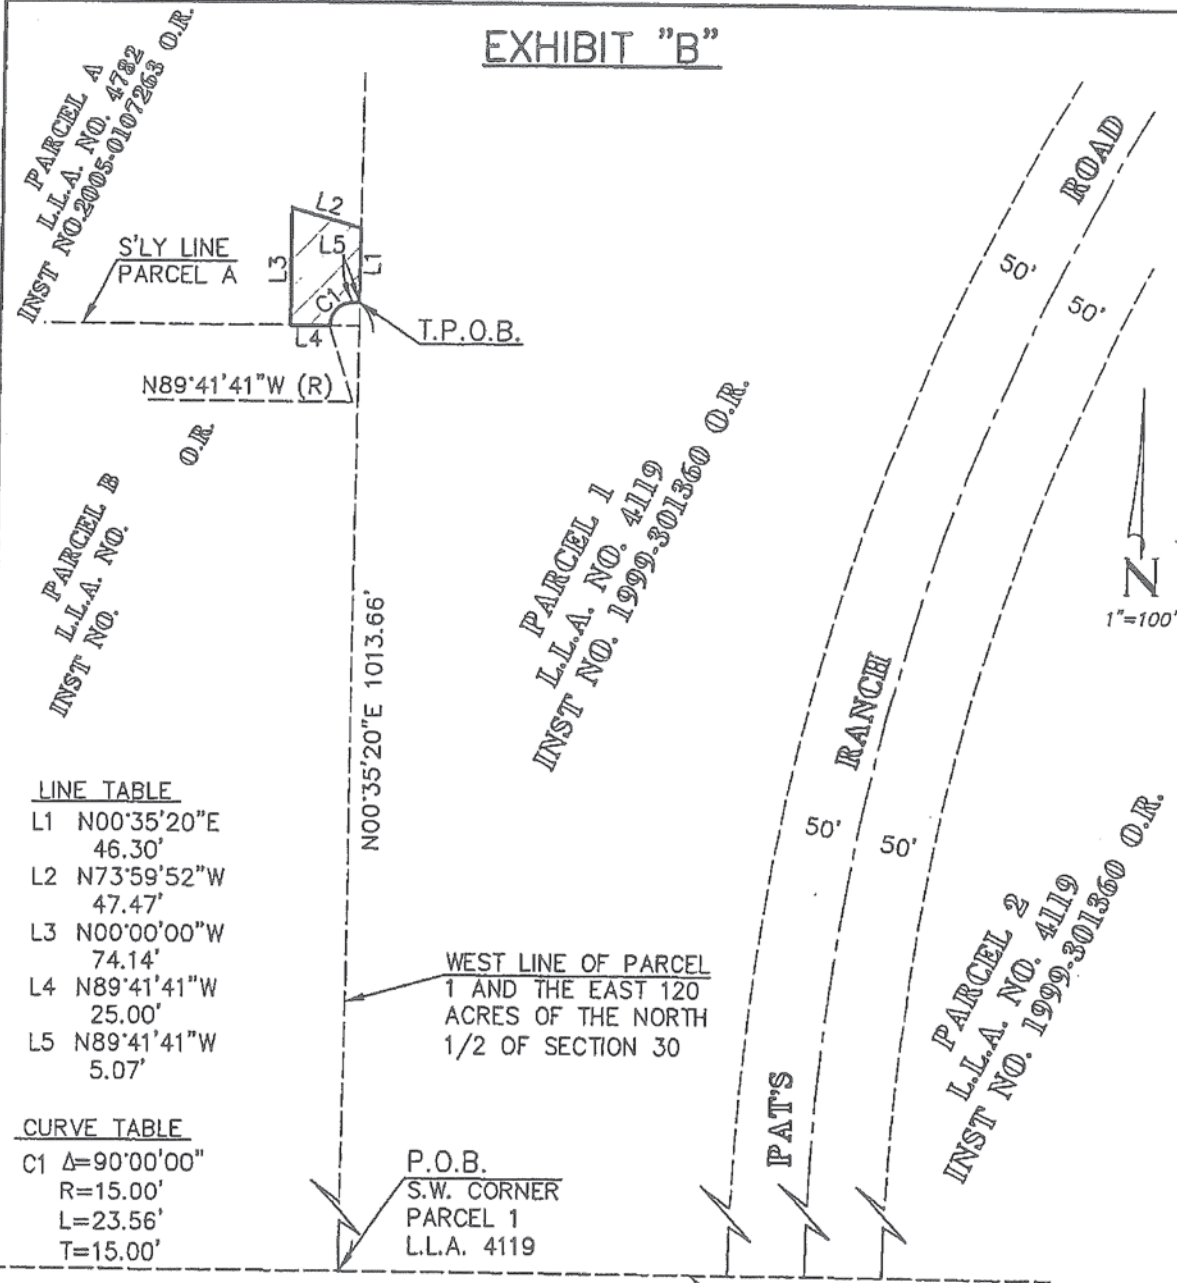 EXHIBIT "B"
PARCEL A
L.L.A. NO. 4782
INST NO.2005-0107263 O.R.
S'LY LINE
PARCEL A
L2
L5
L3
L1
C1
L4
T.P.O.B.
N89°41'41"W (R)
ROAD
50'
50'
PARCEL B
L.L.A. NO.
INST NO.
O.R.
PARCEL 1
L.L.A. NO. 4119
INST NO. 1999-301360 O.R.
N
1"=100'
N00°35'20"E 1013.66'
RANCH
50'
50'
LINE TABLE
L1 N00°35'20"E
46.30'
L2 N73°59'52"W
47.47'
L3 N00°00'00"W
74.14'
L4 N89°41'41"W
25.00'
L5 N89°41'41"W
5.07'
WEST LINE OF PARCEL
1 AND THE EAST 120
ACRES OF THE NORTH
1/2 OF SECTION 30
PARCEL 2
L.L.A. NO. 4119
INST NO. 1999-301360 O.R.
PAT'S
CURVE TABLE
C1 Δ=90°00'00"
R=15.00'
L=23.56'
T=15.00'
P.O.B.
S.W. CORNER
PARCEL 1
L.L.A. 4119